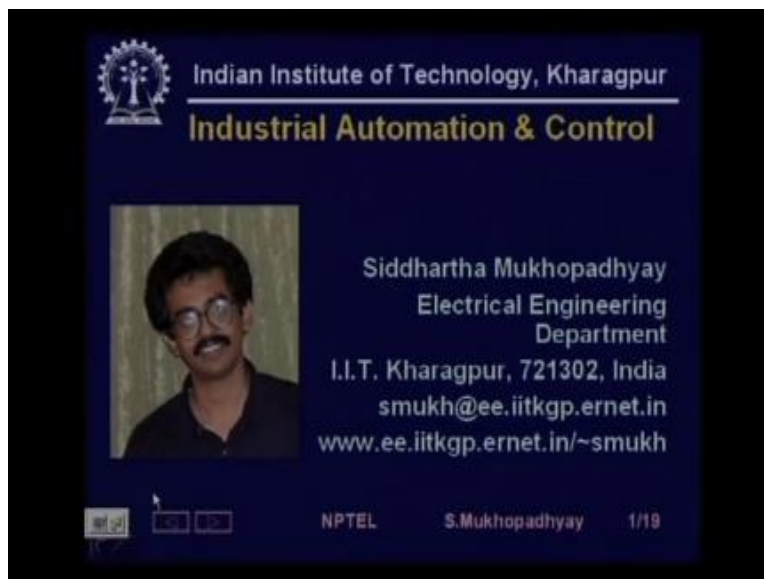 Indian Institute of Technology, Kharagpur
Industrial Automation & Control
Siddhartha Mukhopadhyay
Electrical Engineering
Department
I.I.T. Kharagpur, 721302, India
smukh@ee.iitkgp.ernet.in
www.ee.iitkgp.ernet.in/~smukh
NPTEL S.Mukhopadhyay 1/19